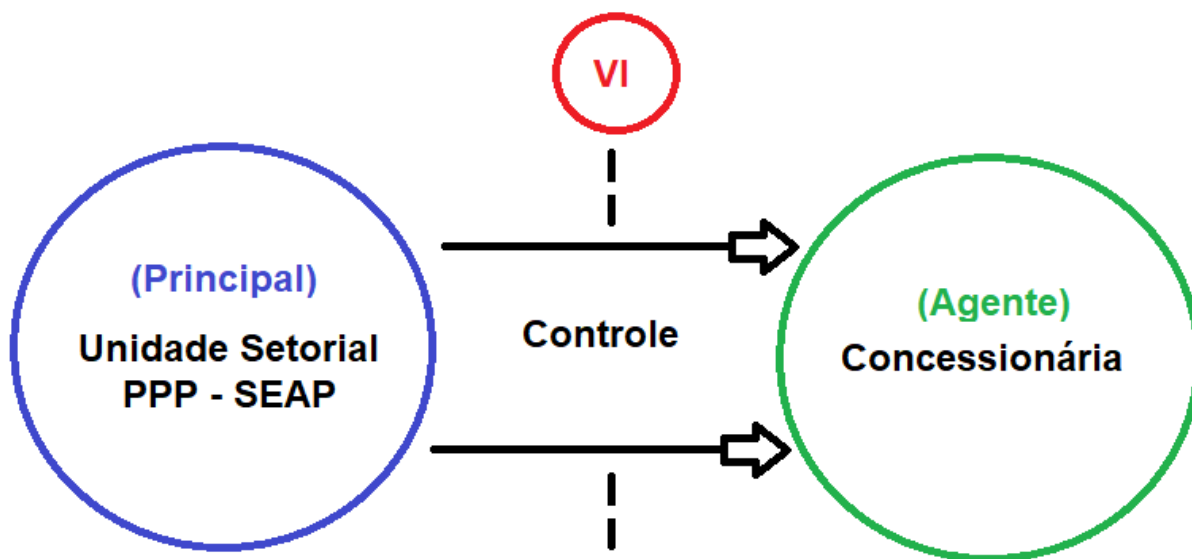 VI
(Principal)
Unidade Setorial
PPP - SEAP
Controle
(Agente)
Concessionária